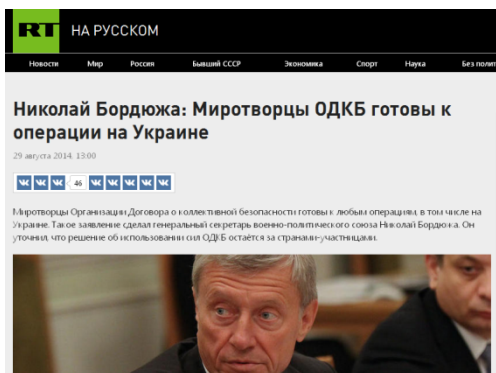 RT НА РУССКОМ
Новости Мир Россия Бывший СССР Экономика Спорт Наука Без полит
Николай Бордюжа: Миротворцы ОДКБ готовы к
операции на Украине
29 августа 2014, 13:00
46
Миротворцы Организации Договора о коллективной безопасности готовы к любым операциям, в том числе на
Украине. Такое заявление сделал генеральный секретарь военно-политического союза Николай Бордюжа. Он
уточнил, что решение об использовании сил ОДКБ остаётся за странами-участницами.